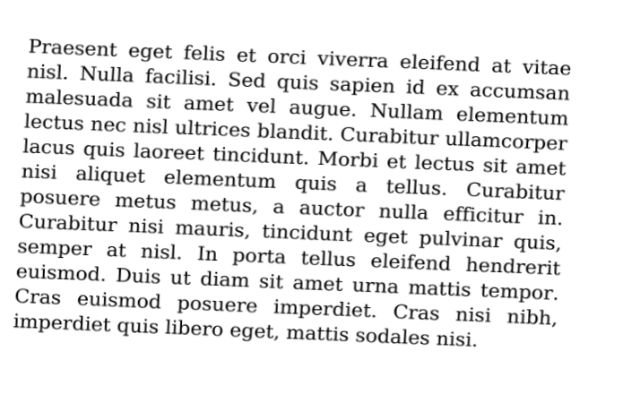 Praesent eget felis et orci viverra eleifend at vitae
nisl. Nulla facilisi. Sed quis sapien id ex accumsan
malesuada sit amet vel augue. Nullam elementum
lectus nec nisl ultrices blandit. Curabitur ullamcorper
lacus quis laoreet tincidunt. Morbi et lectus sit amet
nisi aliquet elementum quis a tellus. Curabitur
posuere metus metus, a auctor nulla efficitur in.
Curabitur nisi mauris, tincidunt eget pulvinar quis,
semper at nisl. In porta tellus eleifend hendrerit
euismod. Duis ut diam sit amet urna mattis tempor.
Cras euismod posuere imperdiet. Cras nisi nibh,
imperdiet quis libero eget, mattis sodales nisi.